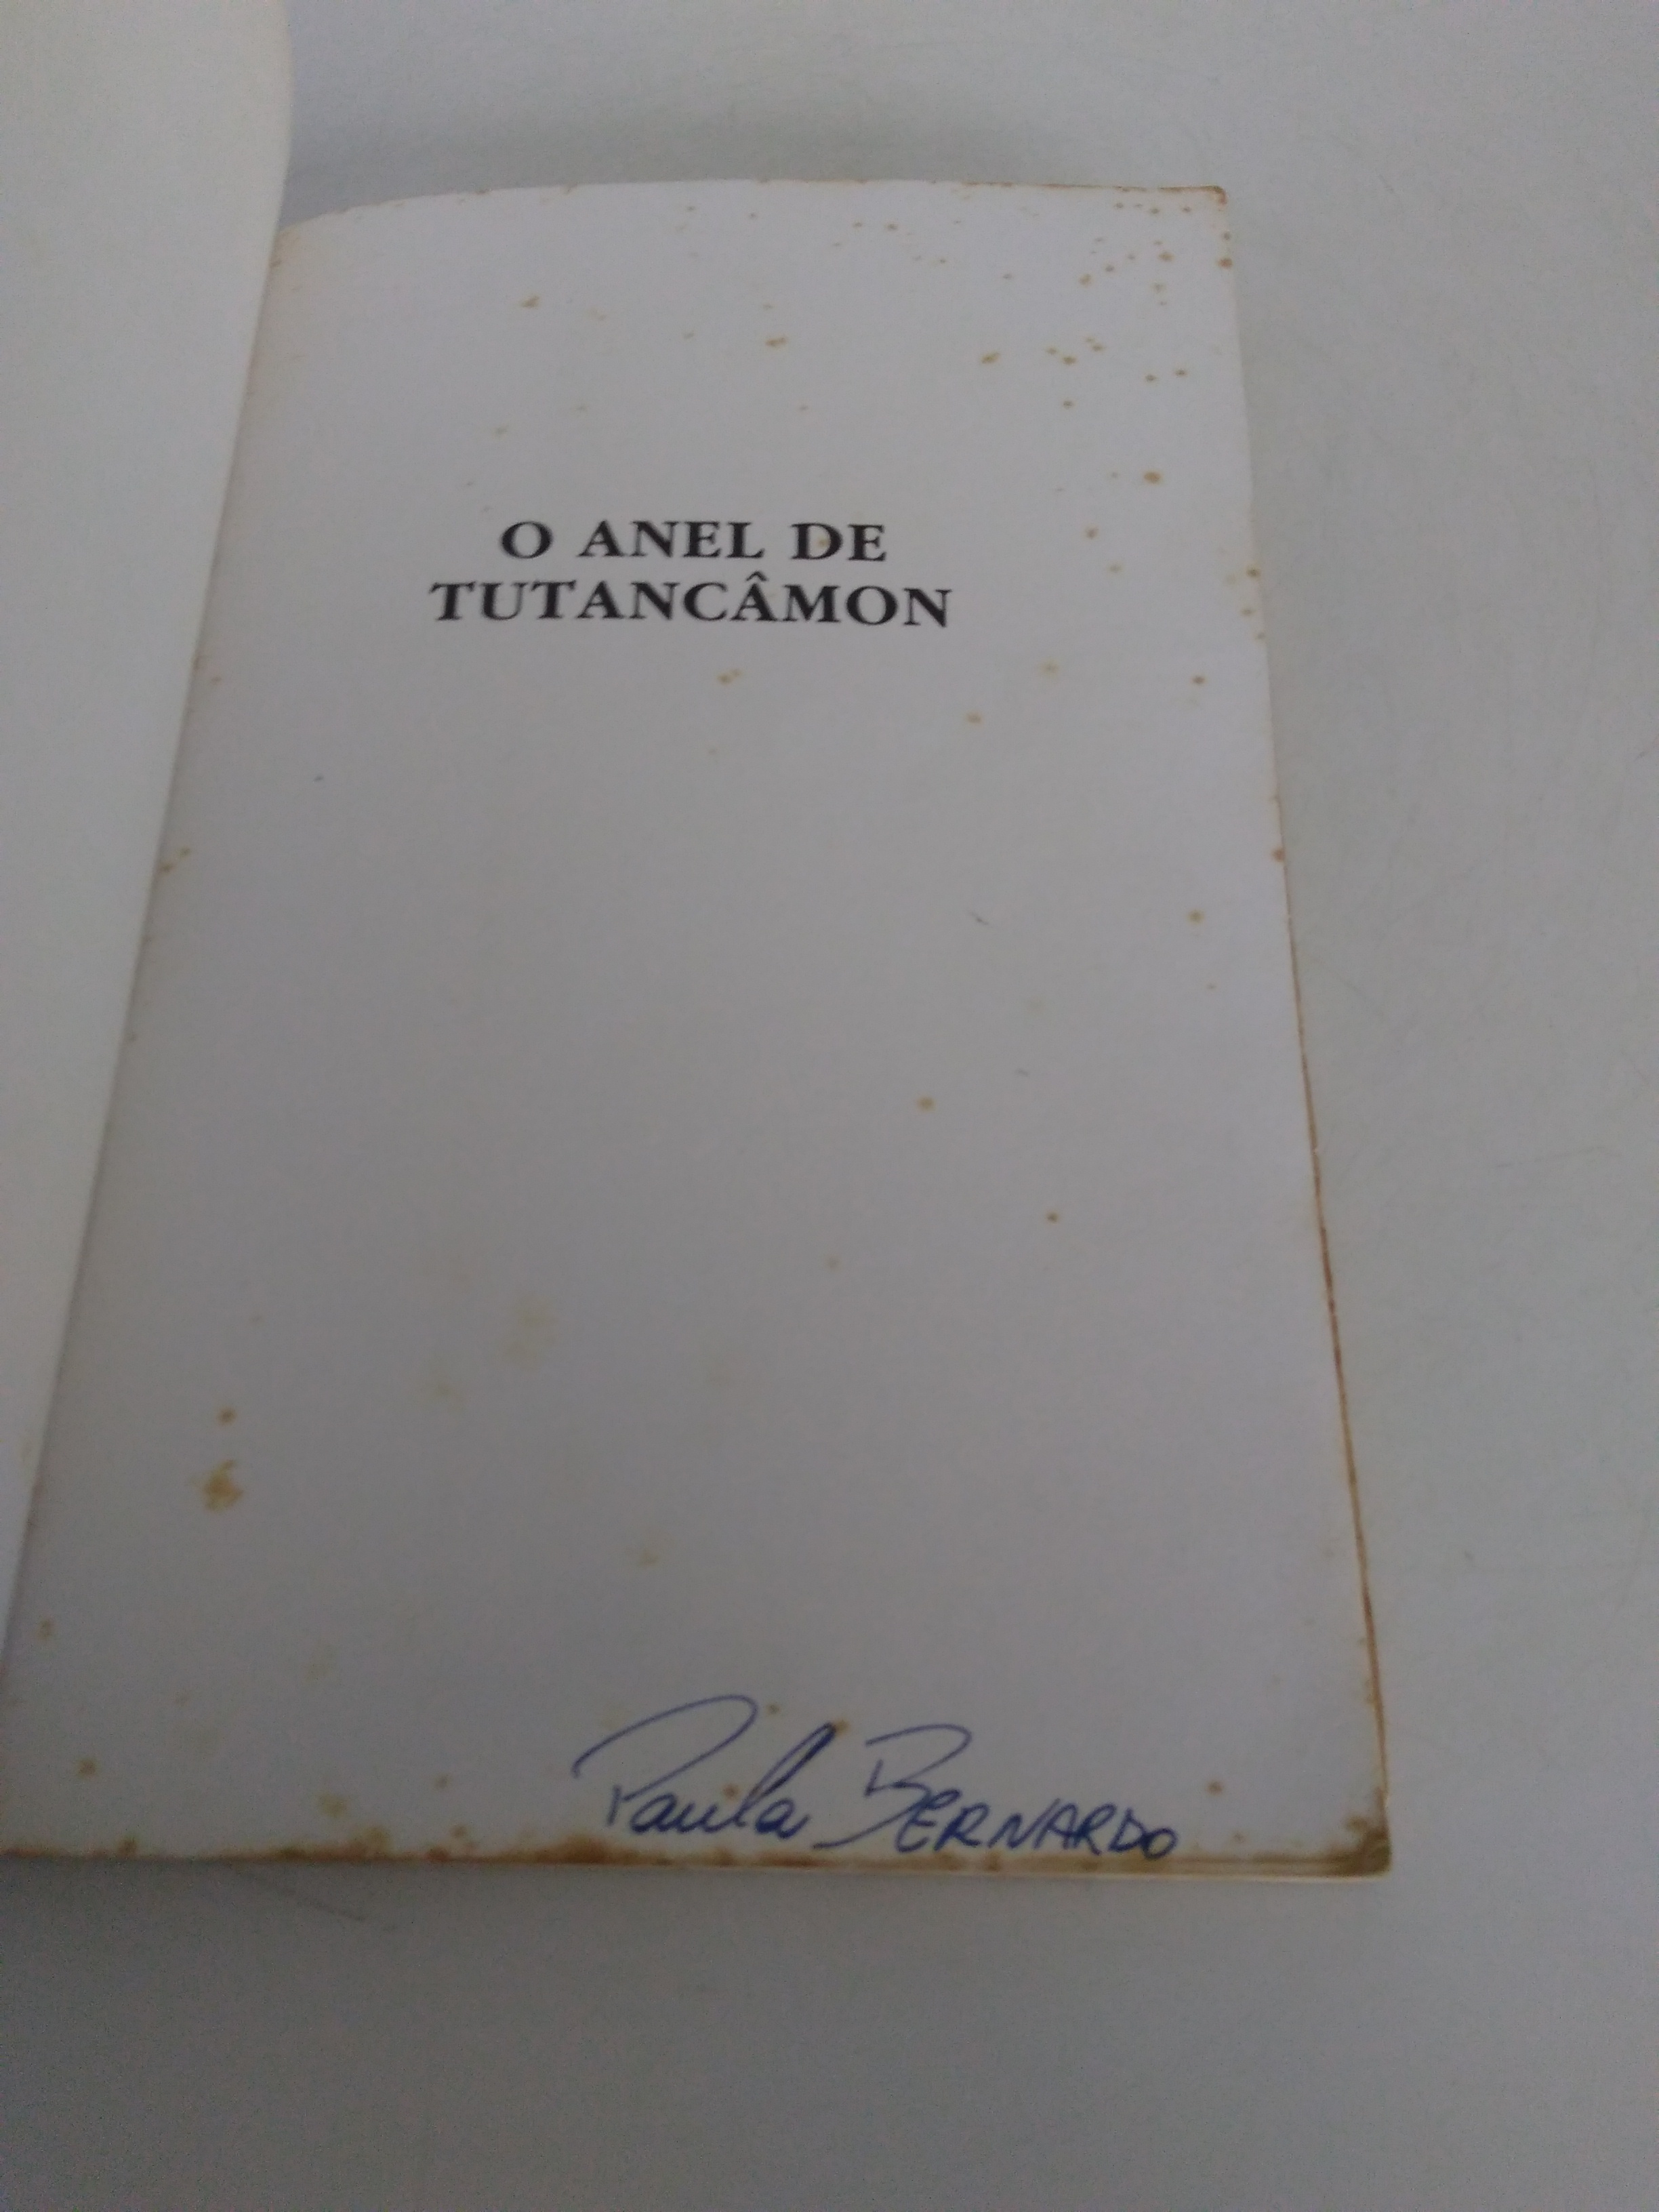 O ANEL DE
TUTANCÂMON
Paula BERNARDO